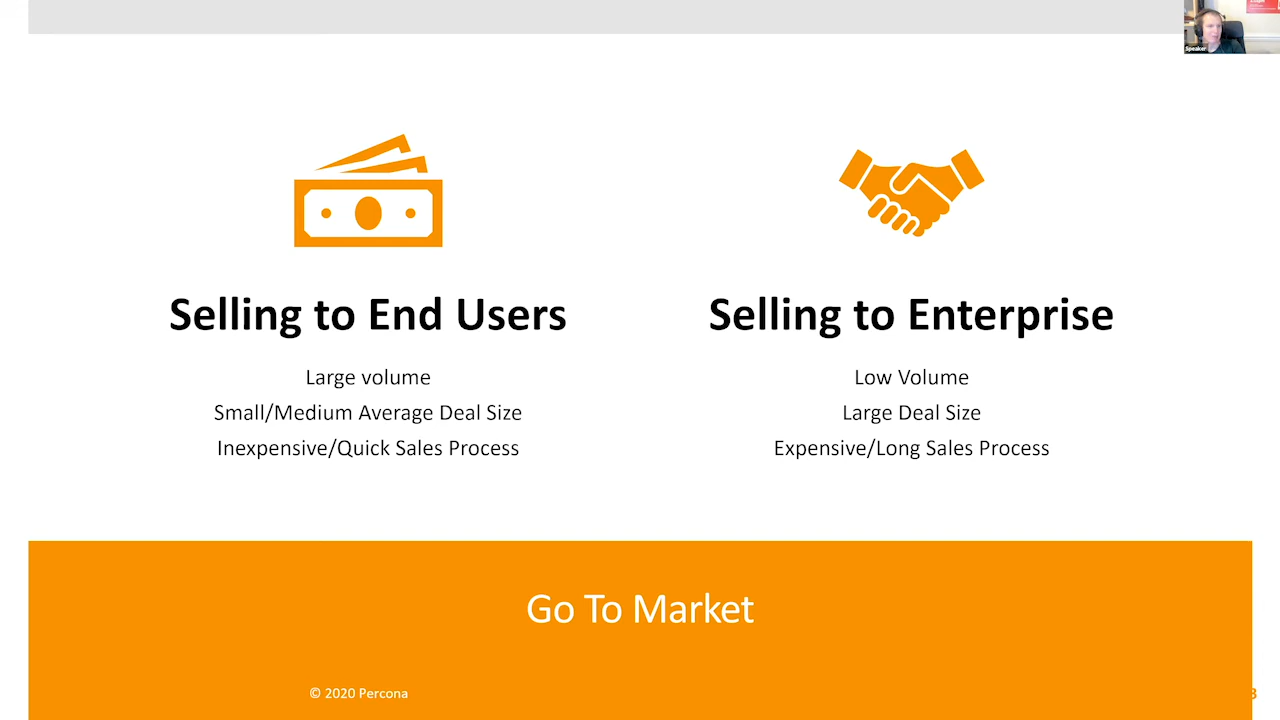 Speaker
Selling to End Users
Large volume
Small/Medium Average Deal Size
Inexpensive/Quick Sales Process
Selling to Enterprise
Low Volume
Large Deal Size
Expensive/Long Sales Process
Go To Market
© 2020 Percona